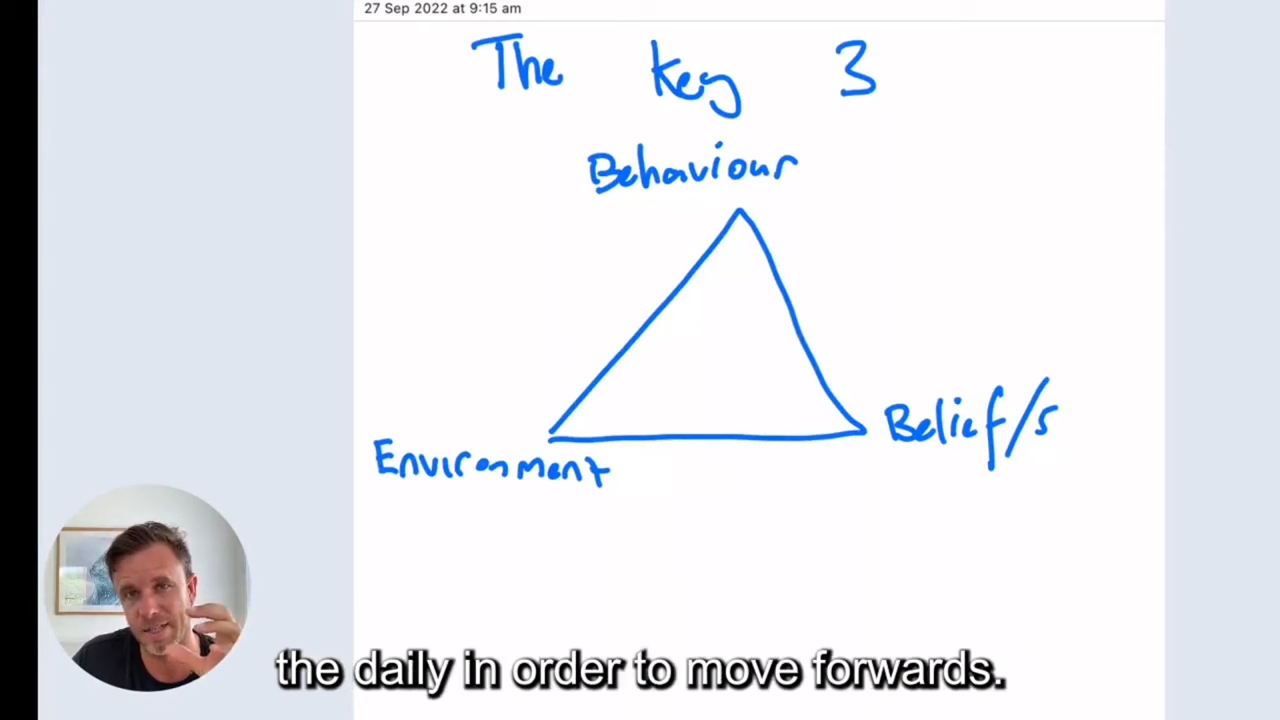 27 Sep 2022 at 9:15 am
The key 3
Behaviour
Belief/s
Environment
the daily in order to move forwards.